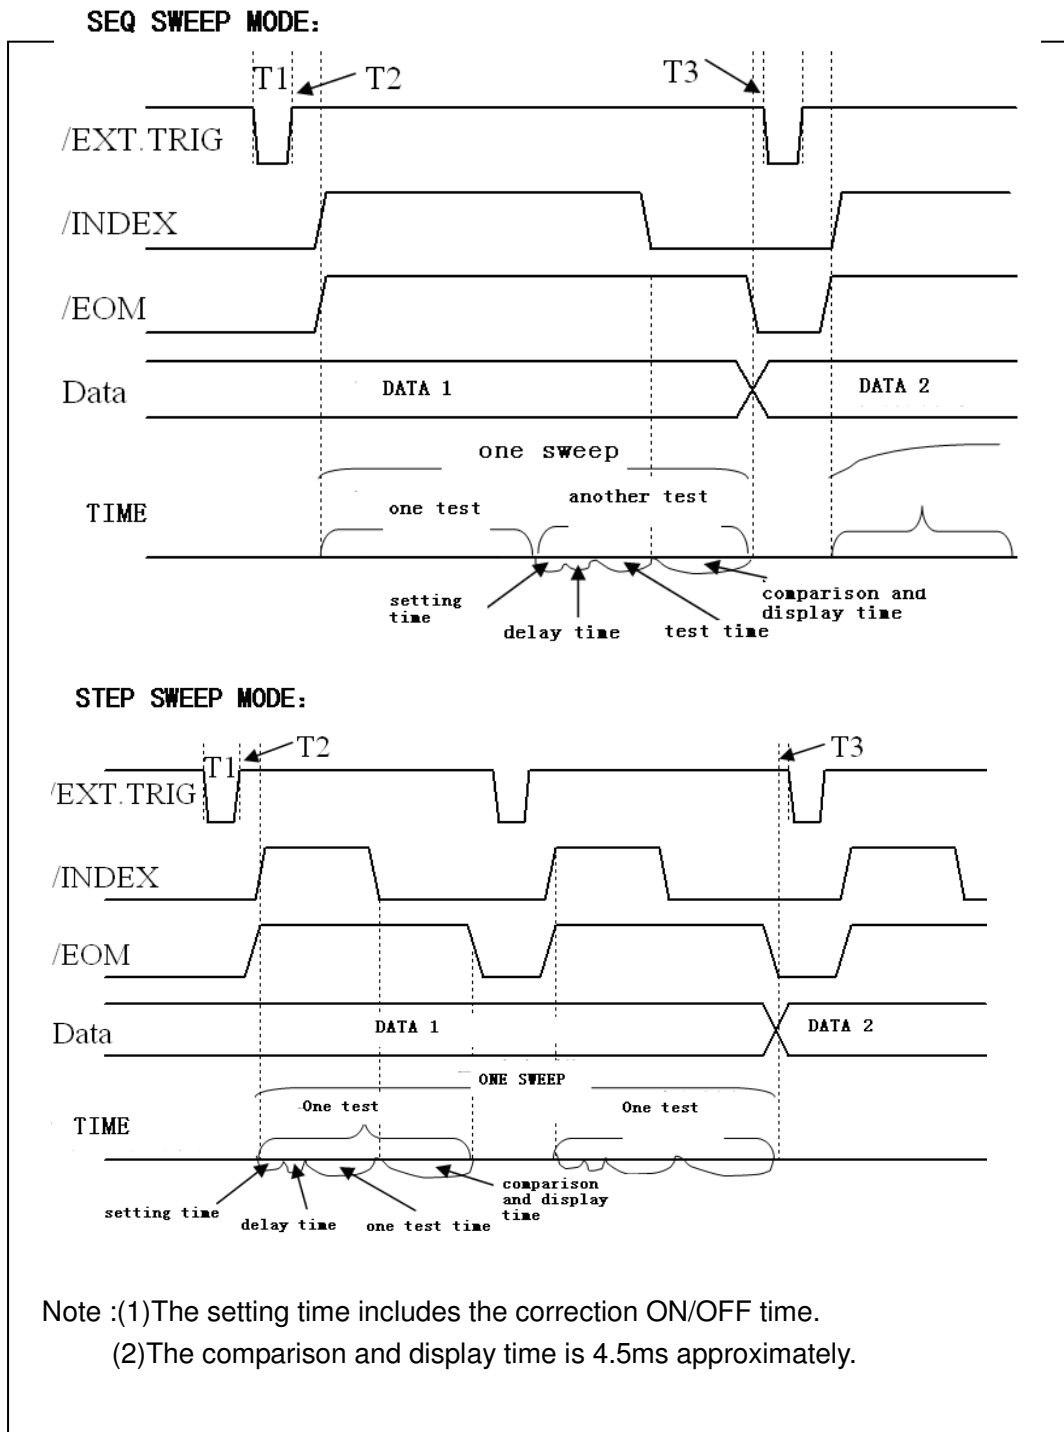 SEQ SWEEP MODE:
T1
T2
T3
/EXT.TRIG
/INDEX
/EOM
Data
DATA 1
DATA 2
one sweep
another test
one test
TIME
setting
time
delay time
test time
comparison and
display time
STEP SWEEP MODE:
T1
T2
T3
/EXT.TRIG
/INDEX
/EOM
Data
DATA 1
DATA 2
ONE SWEEP
One test
One test
TIME
setting time
delay time
one test time
comparison
and display
time
Note :(1)The setting time includes the correction ON/OFF time.
(2)The comparison and display time is 4.5ms approximately.